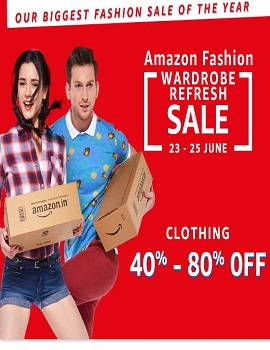 OUR BIGGEST FASHION SALE OF THE YEAR
Amazon Fashion
WARDROBE
REFRESH
SALE
23 - 25 JUNE
amazon.in
CLOTHING
40% - 80% OFF